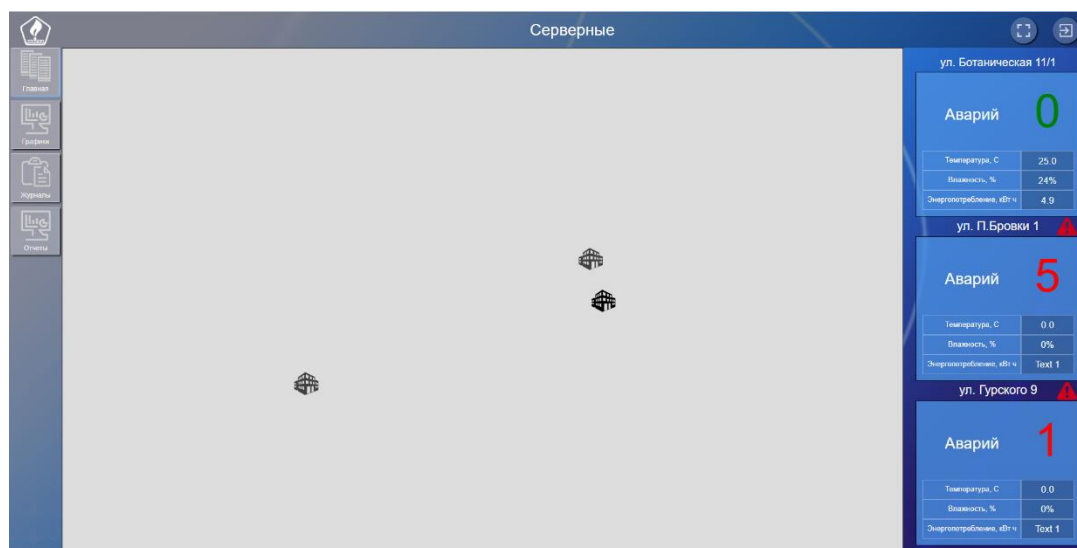 Серверные
Главная
Графики
Журналы
Отчеты
ул. Ботаническая 11/1
Аварий 0
Температура, С 25.0
Влажность, % 24%
Энергопотребление, кВт ч 4.9
ул. П.Бровки 1
Аварий 5
Температура, С 0.0
Влажность, % 0%
Энергопотребление, кВт ч Text 1
ул. Гурского 9
Аварий 1
Температура, С 0.0
Влажность, % 0%
Энергопотребление, кВт ч Text 1